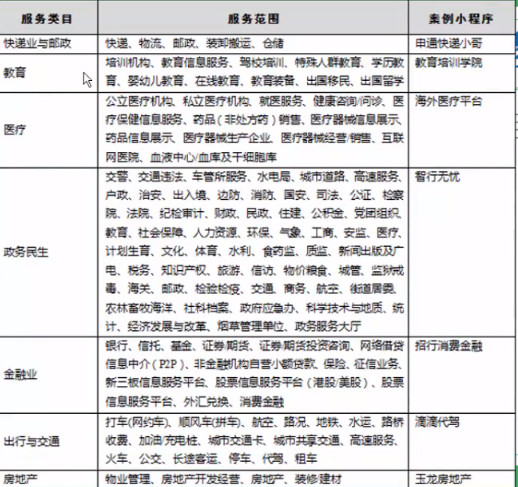 服务类目 服务范围 案例小程序
快递业与邮政 快递、物流、邮政、装卸搬运、仓储 申通快递小哥
教育 培训机构、教育信息服务、驾校培训、特殊人群教育、学历教 教育培训学院
育、婴幼儿教育、在线教育、教育装备、出国移民、出国留学
医疗 公立医疗机构、私立医疗机构、就医服务、健康咨询/问诊、医 海外医疗平台
疗保健信息服务、药品（非处方药）销售、医疗器械信息展示、
药品信息展示、医疗器械生产企业、医疗器械经营/销售、互联
网医院、血液中心/血库及干细胞库
政务民生 交警、交通违法、车管所服务、水电局、城市道路、高速服务、 智行无忧
户政、治安、出入境、边防、消防、国安、司法、公证、检察
院、法院、纪检审计、财政、民政、住建、公积金、党团组织、
教育、社会保障、人力资源、环保、气象、工商、安监、医疗、
计划生育、文化、体育、水利、食药监、质监、新闻出版及广
电、税务、知识产权、旅游、信访、物价粮食、城管、监狱戒
毒、海关、邮政、检验检疫、交通、商务、航空、街道居委、
农林畜牧海洋、社科档案、政府应急办、科学技术与地质、统
计、经济发展与改革、烟草管理单位、政务服务大厅
金融业 银行、信托、基金、证券/期货、证券/期货投资咨询、网络借贷 招行消费金融
信息中介（P2P）、非金融机构自营小额贷款、保险、征信业务、
新三板信息服务平台、股票信息服务平台（港股/美股）、股票
信息服务平台、外汇兑换、消费金融
出行与交通 打车(网约车)、顺风车(拼车)、航空、路况、地铁、水运、路桥 滴滴代驾
收费、加油/充电桩、城市交通卡、城市共享交通、高速服务、
火车、公交、长途客运、停车、代驾、租车
房地产 物业管理、房地产开发经营、房地产、装修/建材 玉龙房地产